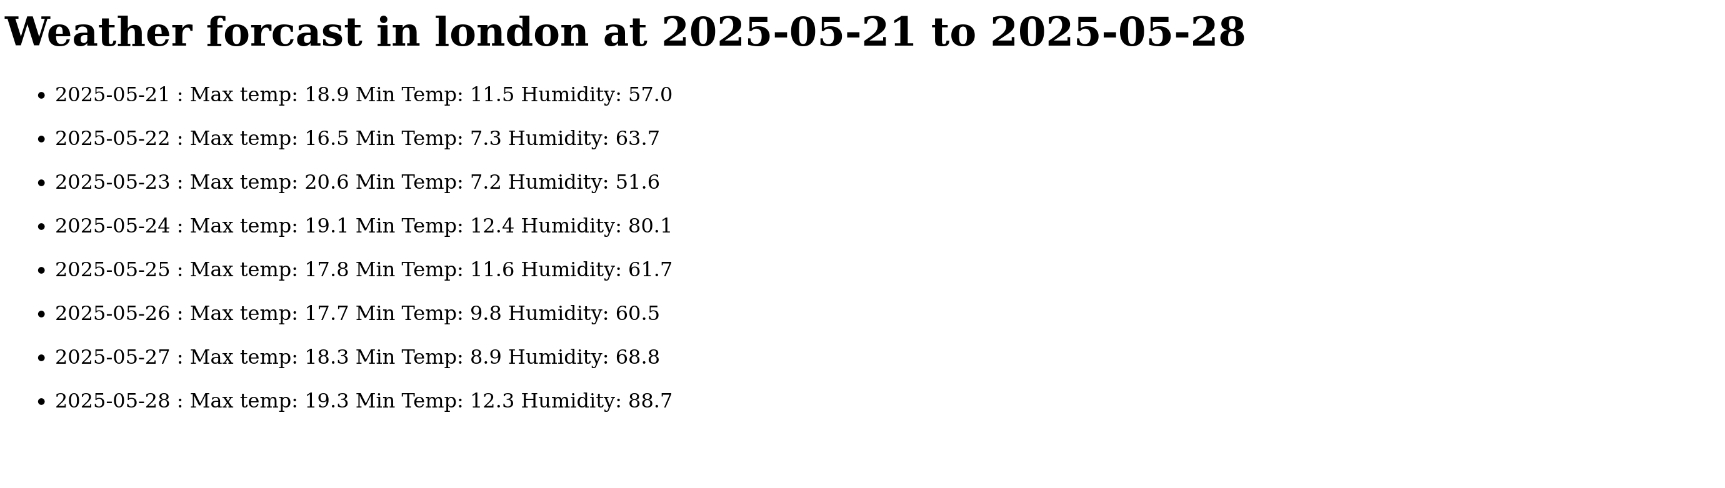 Weather forcast in london at 2025-05-21 to 2025-05-28
• 2025-05-21 : Max temp: 18.9 Min Temp: 11.5 Humidity: 57.0
• 2025-05-22 : Max temp: 16.5 Min Temp: 7.3 Humidity: 63.7
• 2025-05-23 : Max temp: 20.6 Min Temp: 7.2 Humidity: 51.6
• 2025-05-24 : Max temp: 19.1 Min Temp: 12.4 Humidity: 80.1
• 2025-05-25 : Max temp: 17.8 Min Temp: 11.6 Humidity: 61.7
• 2025-05-26 : Max temp: 17.7 Min Temp: 9.8 Humidity: 60.5
• 2025-05-27 : Max temp: 18.3 Min Temp: 8.9 Humidity: 68.8
• 2025-05-28 : Max temp: 19.3 Min Temp: 12.3 Humidity: 88.7